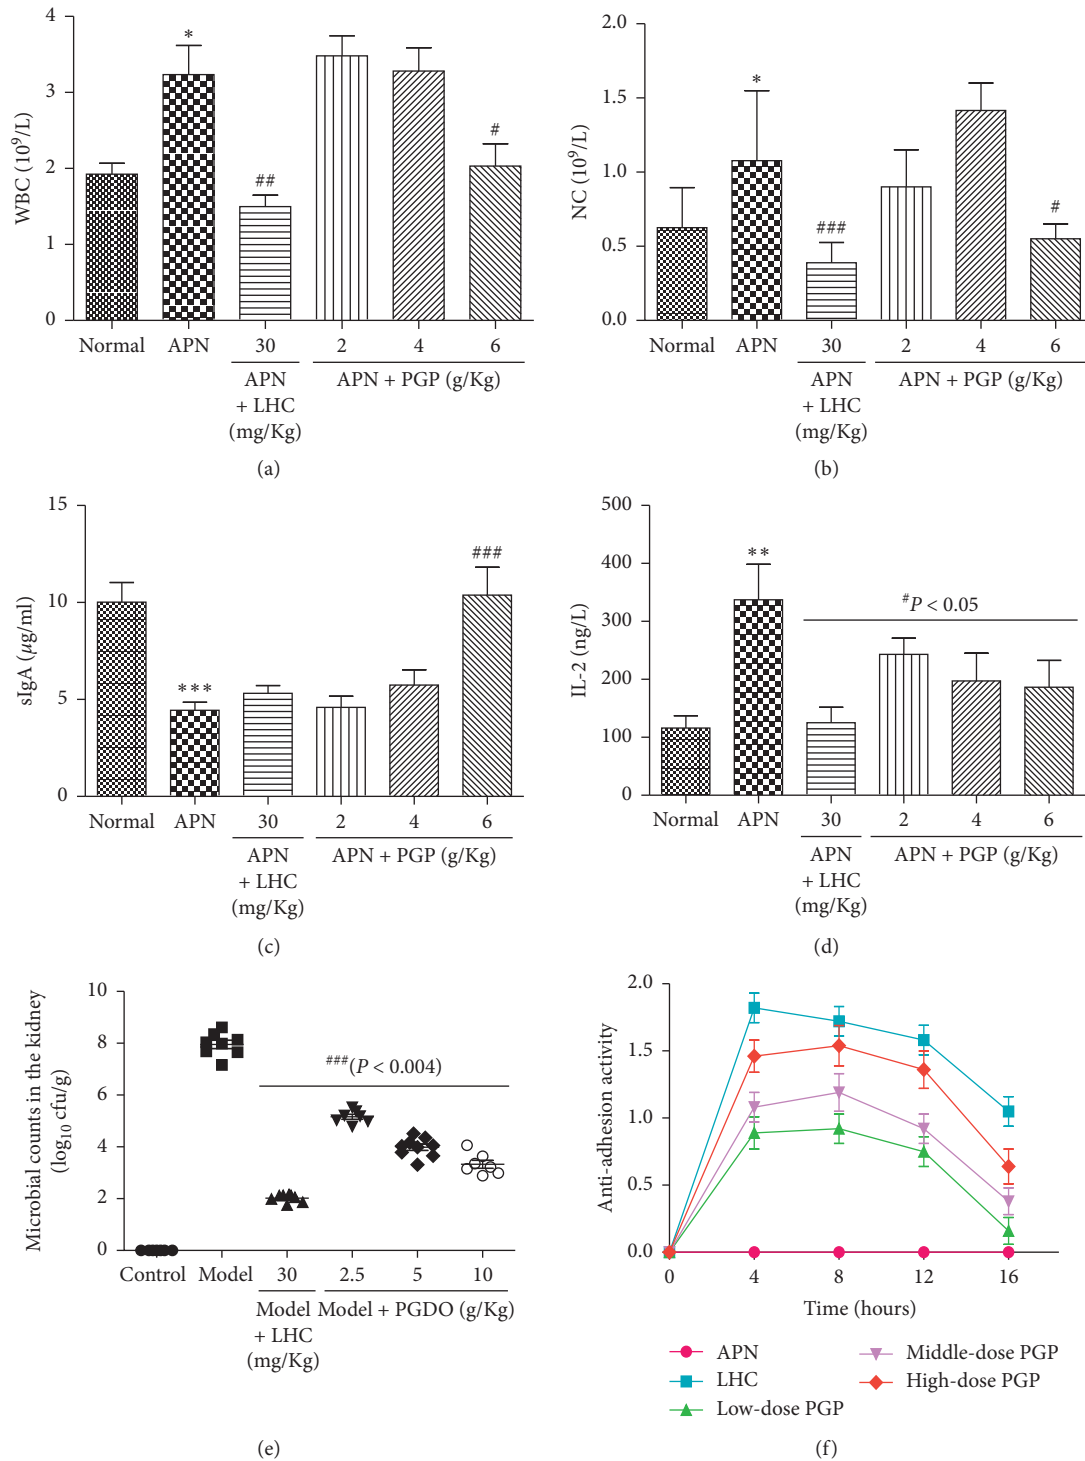 WBC (10⁹/L)
4
3
2
1
0
*
##
#
Normal
APN
30
2
4
6
APN
+ LHC
(mg/Kg)
APN + PGP (g/Kg)
(a)
NC (10⁹/L)
2.0
1.5
1.0
0.5
0.0
*
###
#
Normal
APN
30
2
4
6
APN
+ LHC
(mg/Kg)
APN + PGP (g/Kg)
(b)
sIgA (μg/ml)
15
10
5
0
***
###
Normal
APN
30
2
4
6
APN
+ LHC
(mg/Kg)
APN + PGP (g/Kg)
(c)
IL-2 (ng/L)
500
400
300
200
100
0
**
#P < 0.05
Normal
APN
30
2
4
6
APN
+ LHC
(mg/Kg)
APN + PGP (g/Kg)
(d)
Microbial counts in the kidney
(log₁₀ cfu/g)
10
8
6
4
2
0
###(P < 0.004)
Control
Model
30
2.5
5
10
Model
+ LHC
(mg/Kg)
Model + PGDO (g/Kg)
(e)
Anti-adhesion activity
2.0
1.5
1.0
0.5
0.0
0
4
8
12
16
Time (hours)
APN
LHC
Low-dose PGP
Middle-dose PGP
High-dose PGP
(f)